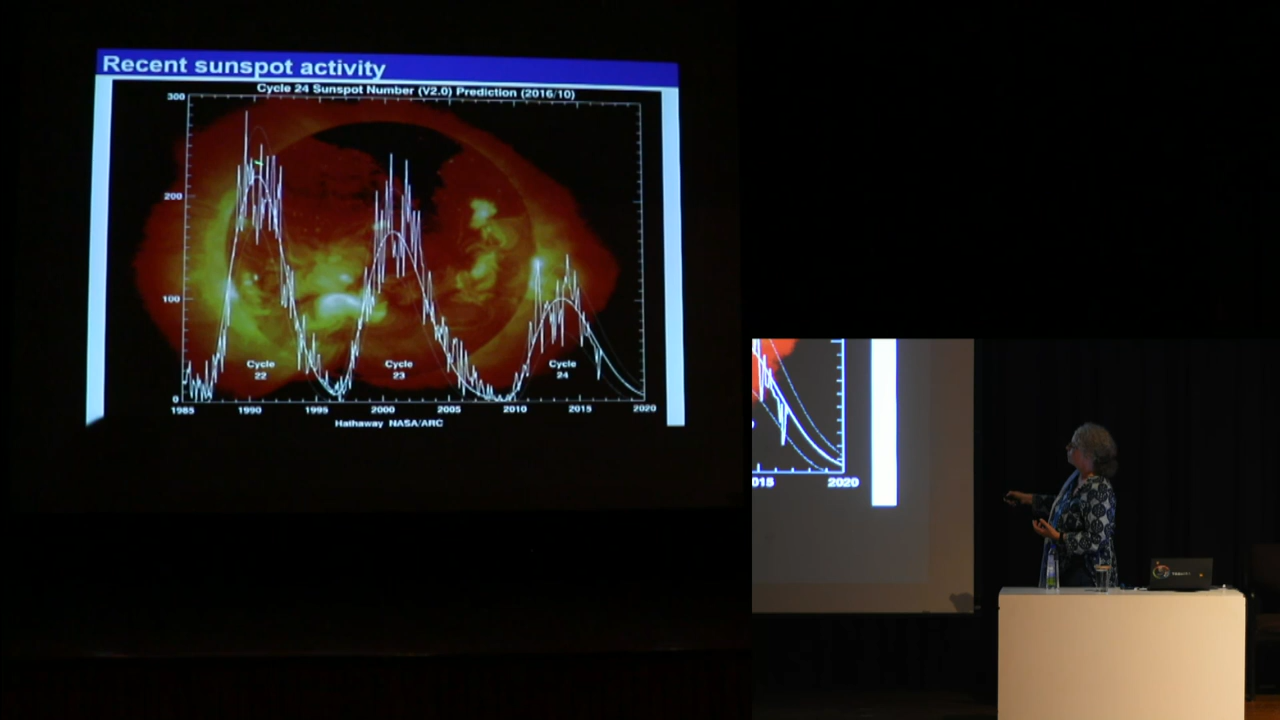 Recent sunspot activity
Cycle 24 Sunspot Number (V2.0) Prediction (2016/10)
300
200
100
0
Cycle
22
Cycle
23
Cycle
24
1985 1990 1995 2000 2005 2010 2015 2020
Hathaway NASA/ARC
015 2020